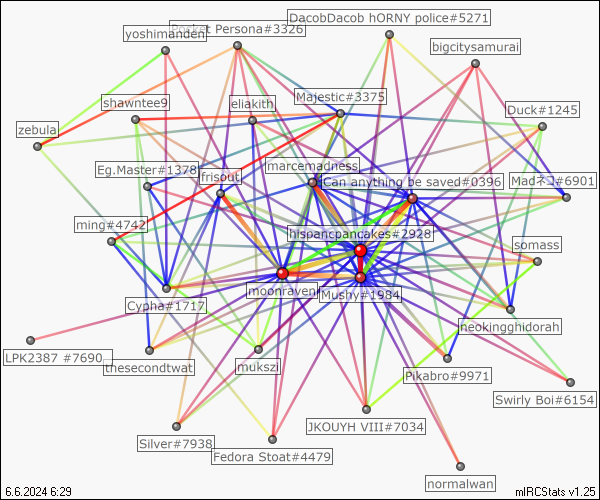 DacobDacob hORNY police#5271
Pocket Persona#3326
yoshimanden
bigcitysamurai
Majestic#3375
shawntee9
eliakith
Duck#1245
zebula
marcemadness
Eg.Master#1378
ifrisout
Can anything be saved#0396
Madネコ#6901
ming#4742
hispancpancakes#2928
somass
moonraven
Mushy#1984
Cypha#1717
neokingghidorah
LPK2387 #7690
thesecondtwat
mukszi
Pikabro#9971
Swirly Boi#6154
JKOUYH VIII#7034
Silver#7938
Fedora Stoat#4479
normalwan
6.6.2024 6:29
mIRCStats v1.25